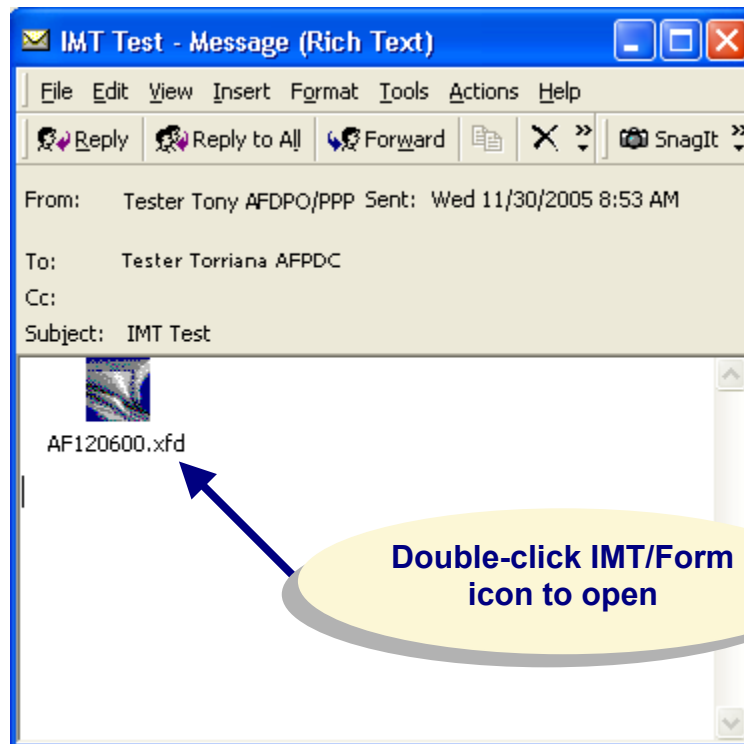 IMT Test - Message (Rich Text)
File Edit View Insert Format Tools Actions Help
Reply Reply to All Forward SnagIt
From: Tester Tony AFDPO/PPP Sent: Wed 11/30/2005 8:53 AM
To: Tester Torriana AFPDC
Cc:
Subject: IMT Test
AF120600.xfd
Double-click IMT/Form
icon to open